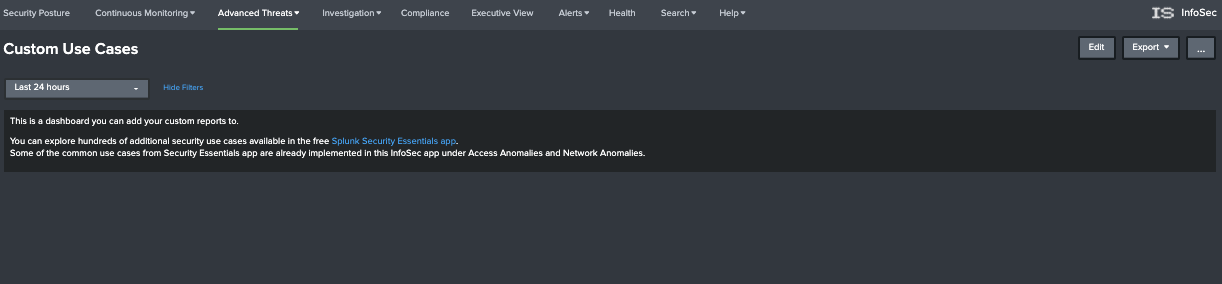 Security Posture Continuous Monitoring Advanced Threats Investigation Compliance Executive View Alerts Health Search Help IS InfoSec
Custom Use Cases Edit Export ...
Last 24 hours Hide Filters
This is a dashboard you can add your custom reports to.
You can explore hundreds of additional security use cases available in the free Splunk Security Essentials app.
Some of the common use cases from Security Essentials app are already implemented in this InfoSec app under Access Anomalies and Network Anomalies.